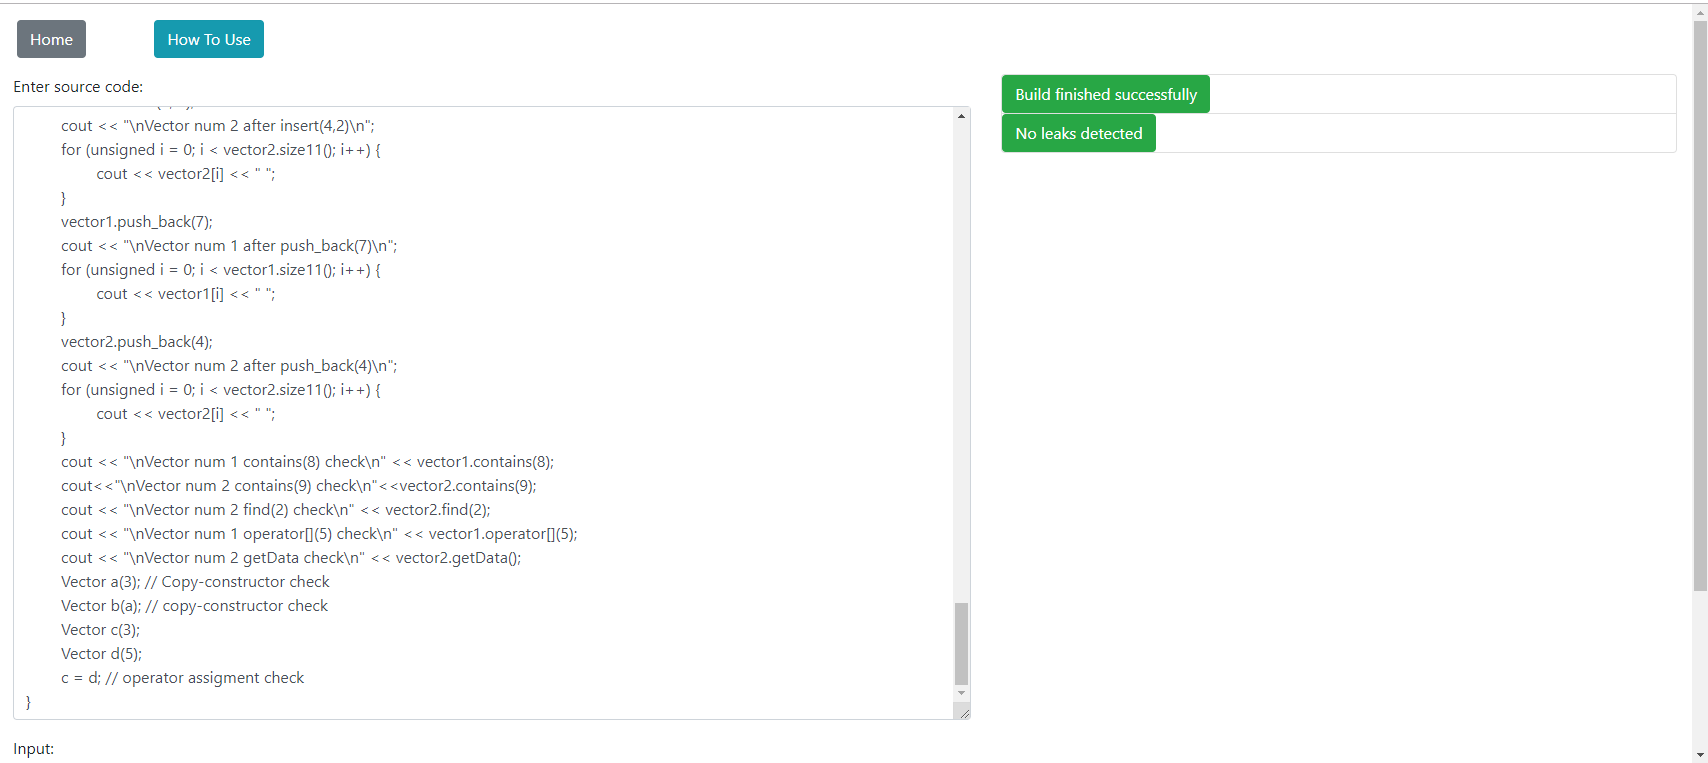 Home
How To Use
Enter source code:
cout << "\nVector num 2 after insert(4,2)\n";
for (unsigned i = 0; i < vector2.size11(); i++) {
cout << vector2[i] << " ";
}
vector1.push_back(7);
cout << "\nVector num 1 after push_back(7)\n";
for (unsigned i = 0; i < vector1.size11(); i++) {
cout << vector1[i] << " ";
}
vector2.push_back(4);
cout << "\nVector num 2 after push_back(4)\n";
for (unsigned i = 0; i < vector2.size11(); i++) {
cout << vector2[i] << " ";
}
cout << "\nVector num 1 contains(8) check\n" << vector1.contains(8);
cout<<"\nVector num 2 contains(9) check\n"<<vector2.contains(9);
cout << "\nVector num 2 find(2) check\n" << vector2.find(2);
cout << "\nVector num 1 operator[](5) check\n" << vector1.operator[](5);
cout << "\nVector num 2 getData check\n" << vector2.getData();
Vector a(3); // Copy-constructor check
Vector b(a); // copy-constructor check
Vector c(3);
Vector d(5);
c = d; // operator assigment check
}
Input:
Build finished successfully
No leaks detected